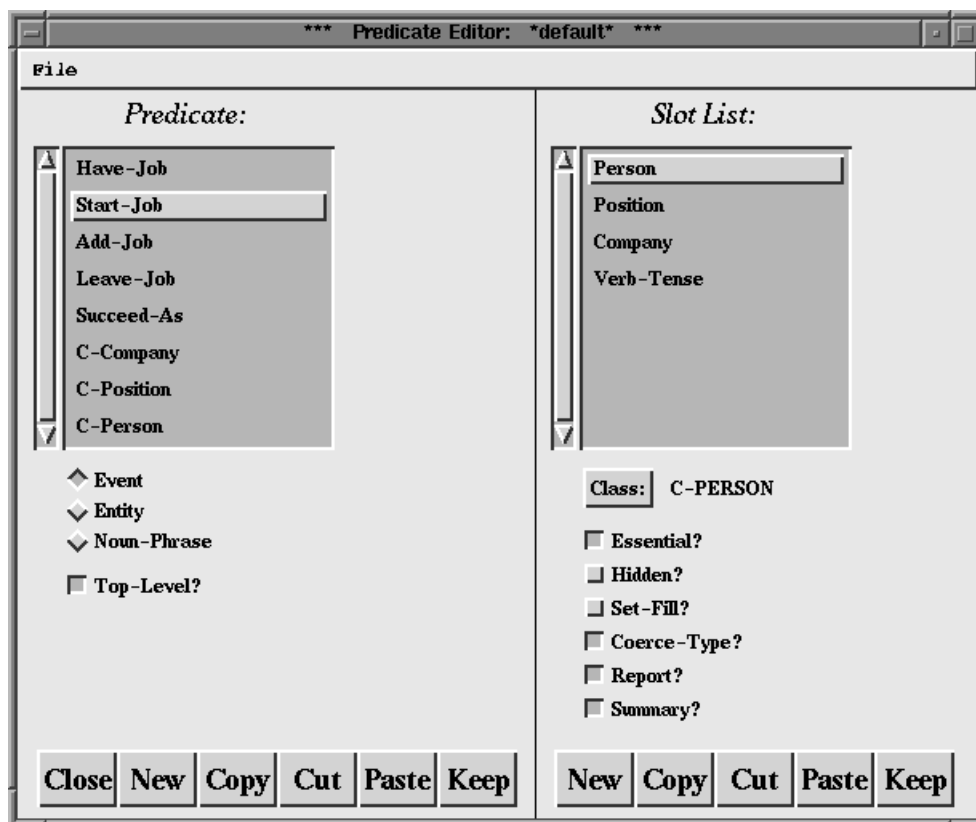 *** Predicate Editor: *default* ***
File
Predicate:
Have-Job
Start-Job
Add-Job
Leave-Job
Succeed-As
C-Company
C-Position
C-Person
Event
Entity
Noun-Phrase
Top-Level?
Close New Copy Cut Paste Keep
Slot List:
Person
Position
Company
Verb-Tense
Class: C-PERSON
Essential?
Hidden?
Set-Fill?
Coerce-Type?
Report?
Summary?
New Copy Cut Paste Keep